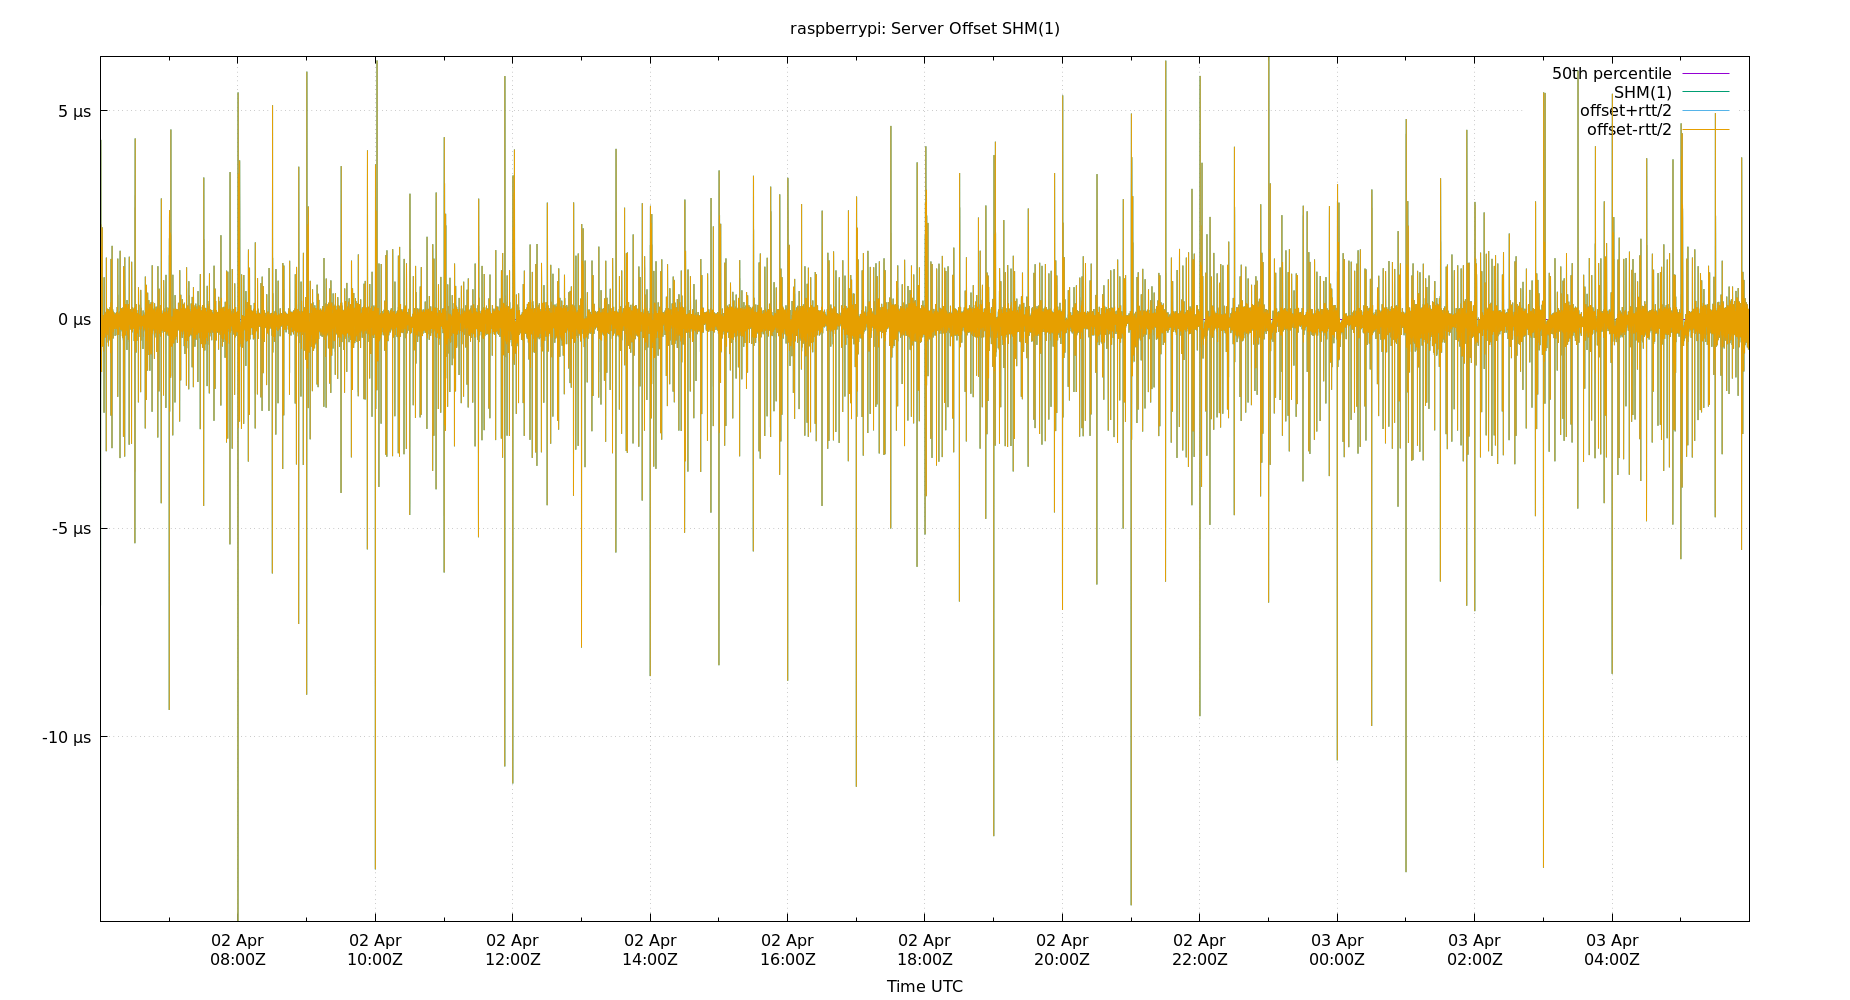 raspberrypi: Server Offset SHM(1)
50th percentile
SHM(1)
offset+rtt/2
offset-rtt/2
5 µs
0 µs
-5 µs
-10 µs
02 Apr 02 Apr 02 Apr 02 Apr 02 Apr 02 Apr 02 Apr 02 Apr 03 Apr 03 Apr 03 Apr
08:00Z 10:00Z 12:00Z 14:00Z 16:00Z 18:00Z 20:00Z 22:00Z 00:00Z 02:00Z 04:00Z
Time UTC